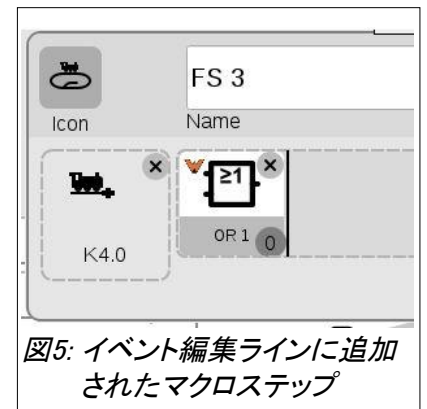 FS 3
Icon
Name
≥1
K4.0
OR 1
0
図5: イベント編集ラインに追加
されたマクロステップ